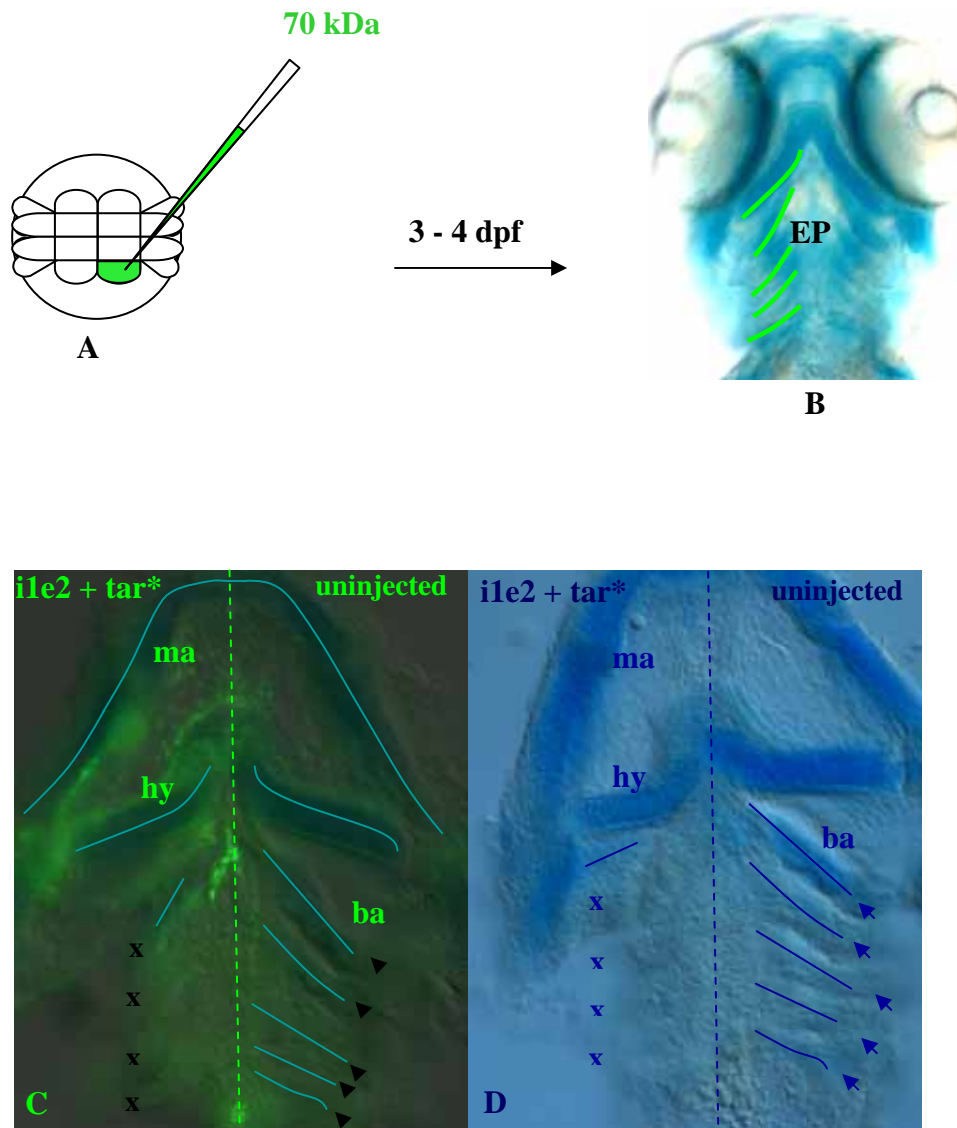 70 kDa
3 - 4 dpf
EP
A
B
i1e2 + tar* uninjected
ma
hy
ba
x
x
x
x
C
i1e2 + tar* uninjected
ma
hy
ba
x
x
x
x
D